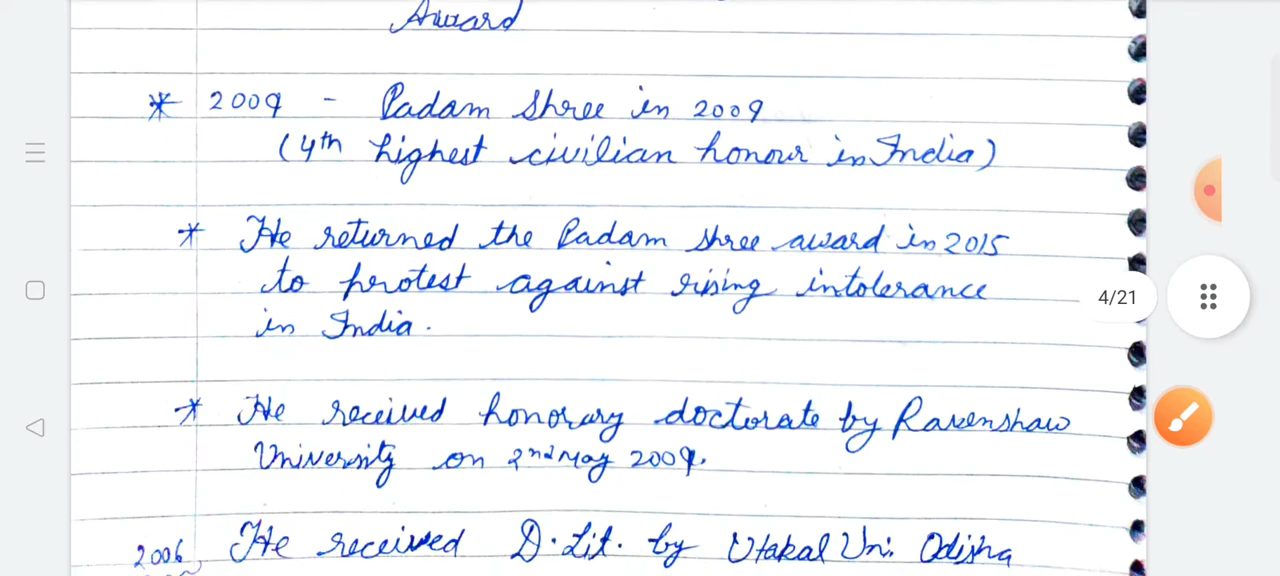 Award
* 2009 - Padam Shree in 2009
(4th highest civilian honour in India)
* He returned the Padam Shree award in 2015
to protest against rising intolerance
in India.
4/21
* He received honorary doctorate by Ravenshaw
University on 2nd May 2009.
2006, He received D.Lit. by Utakal Uni. Odisha